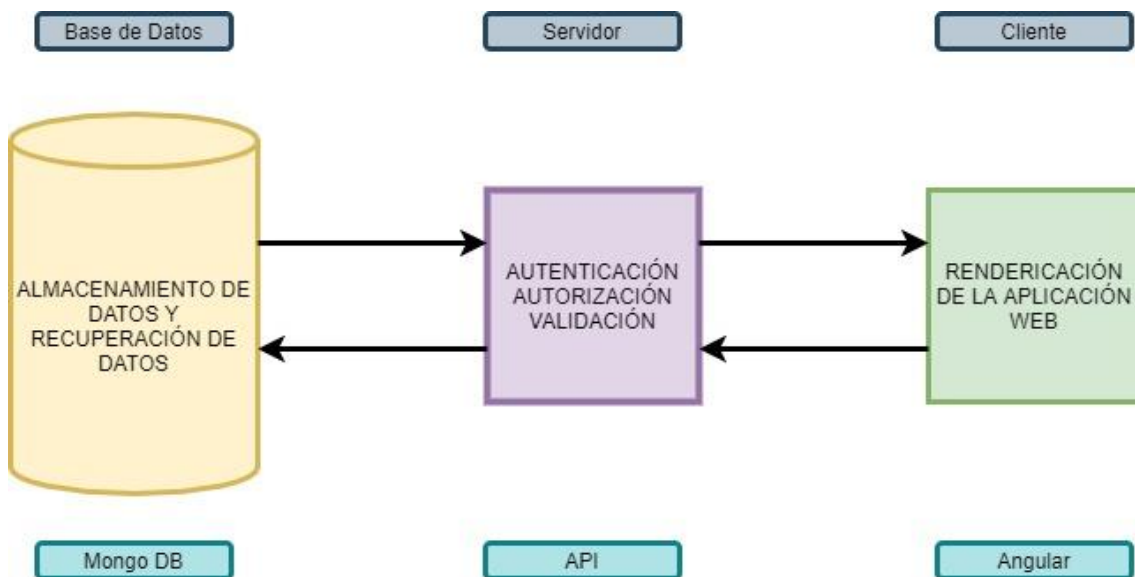 Base de Datos
Servidor
Cliente
ALMACENAMIENTO DE
DATOS Y
RECUPERACIÓN DE
DATOS
AUTENTICACIÓN
AUTORIZACIÓN
VALIDACIÓN
RENDERICACIÓN
DE LA APLICACIÓN
WEB
Mongo DB
API
Angular